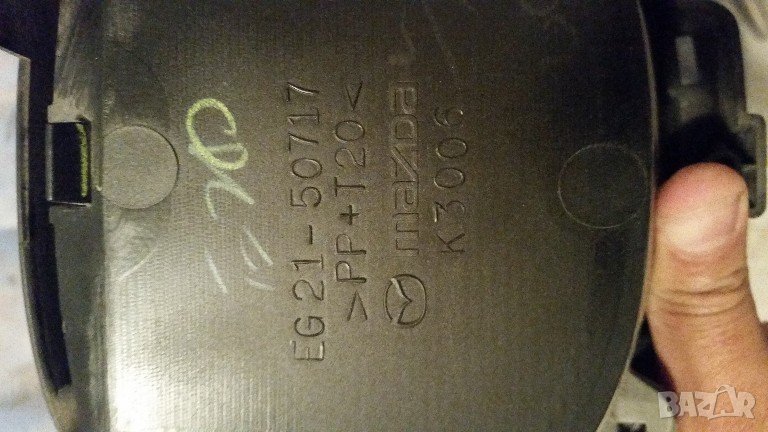 EG21-50717
>PP+T20<
mazda
K3006
BAZAR